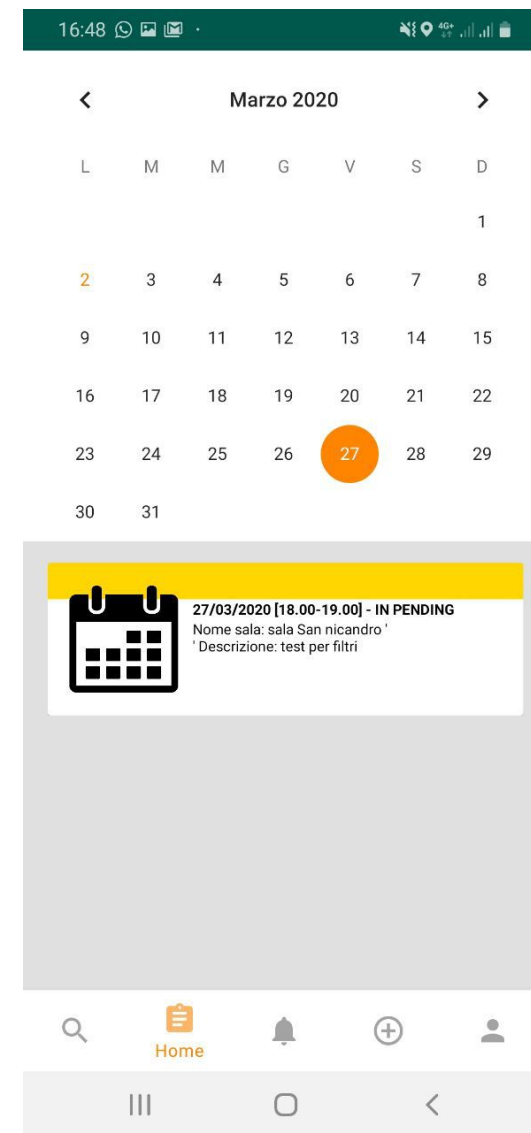 16:48
4G+
Marzo 2020
L M M G V S D
1
2 3 4 5 6 7 8
9 10 11 12 13 14 15
16 17 18 19 20 21 22
23 24 25 26 27 28 29
30 31
27/03/2020 [18.00-19.00] - IN PENDING
Nome sala: sala San nicandro '
' Descrizione: test per filtri
Home